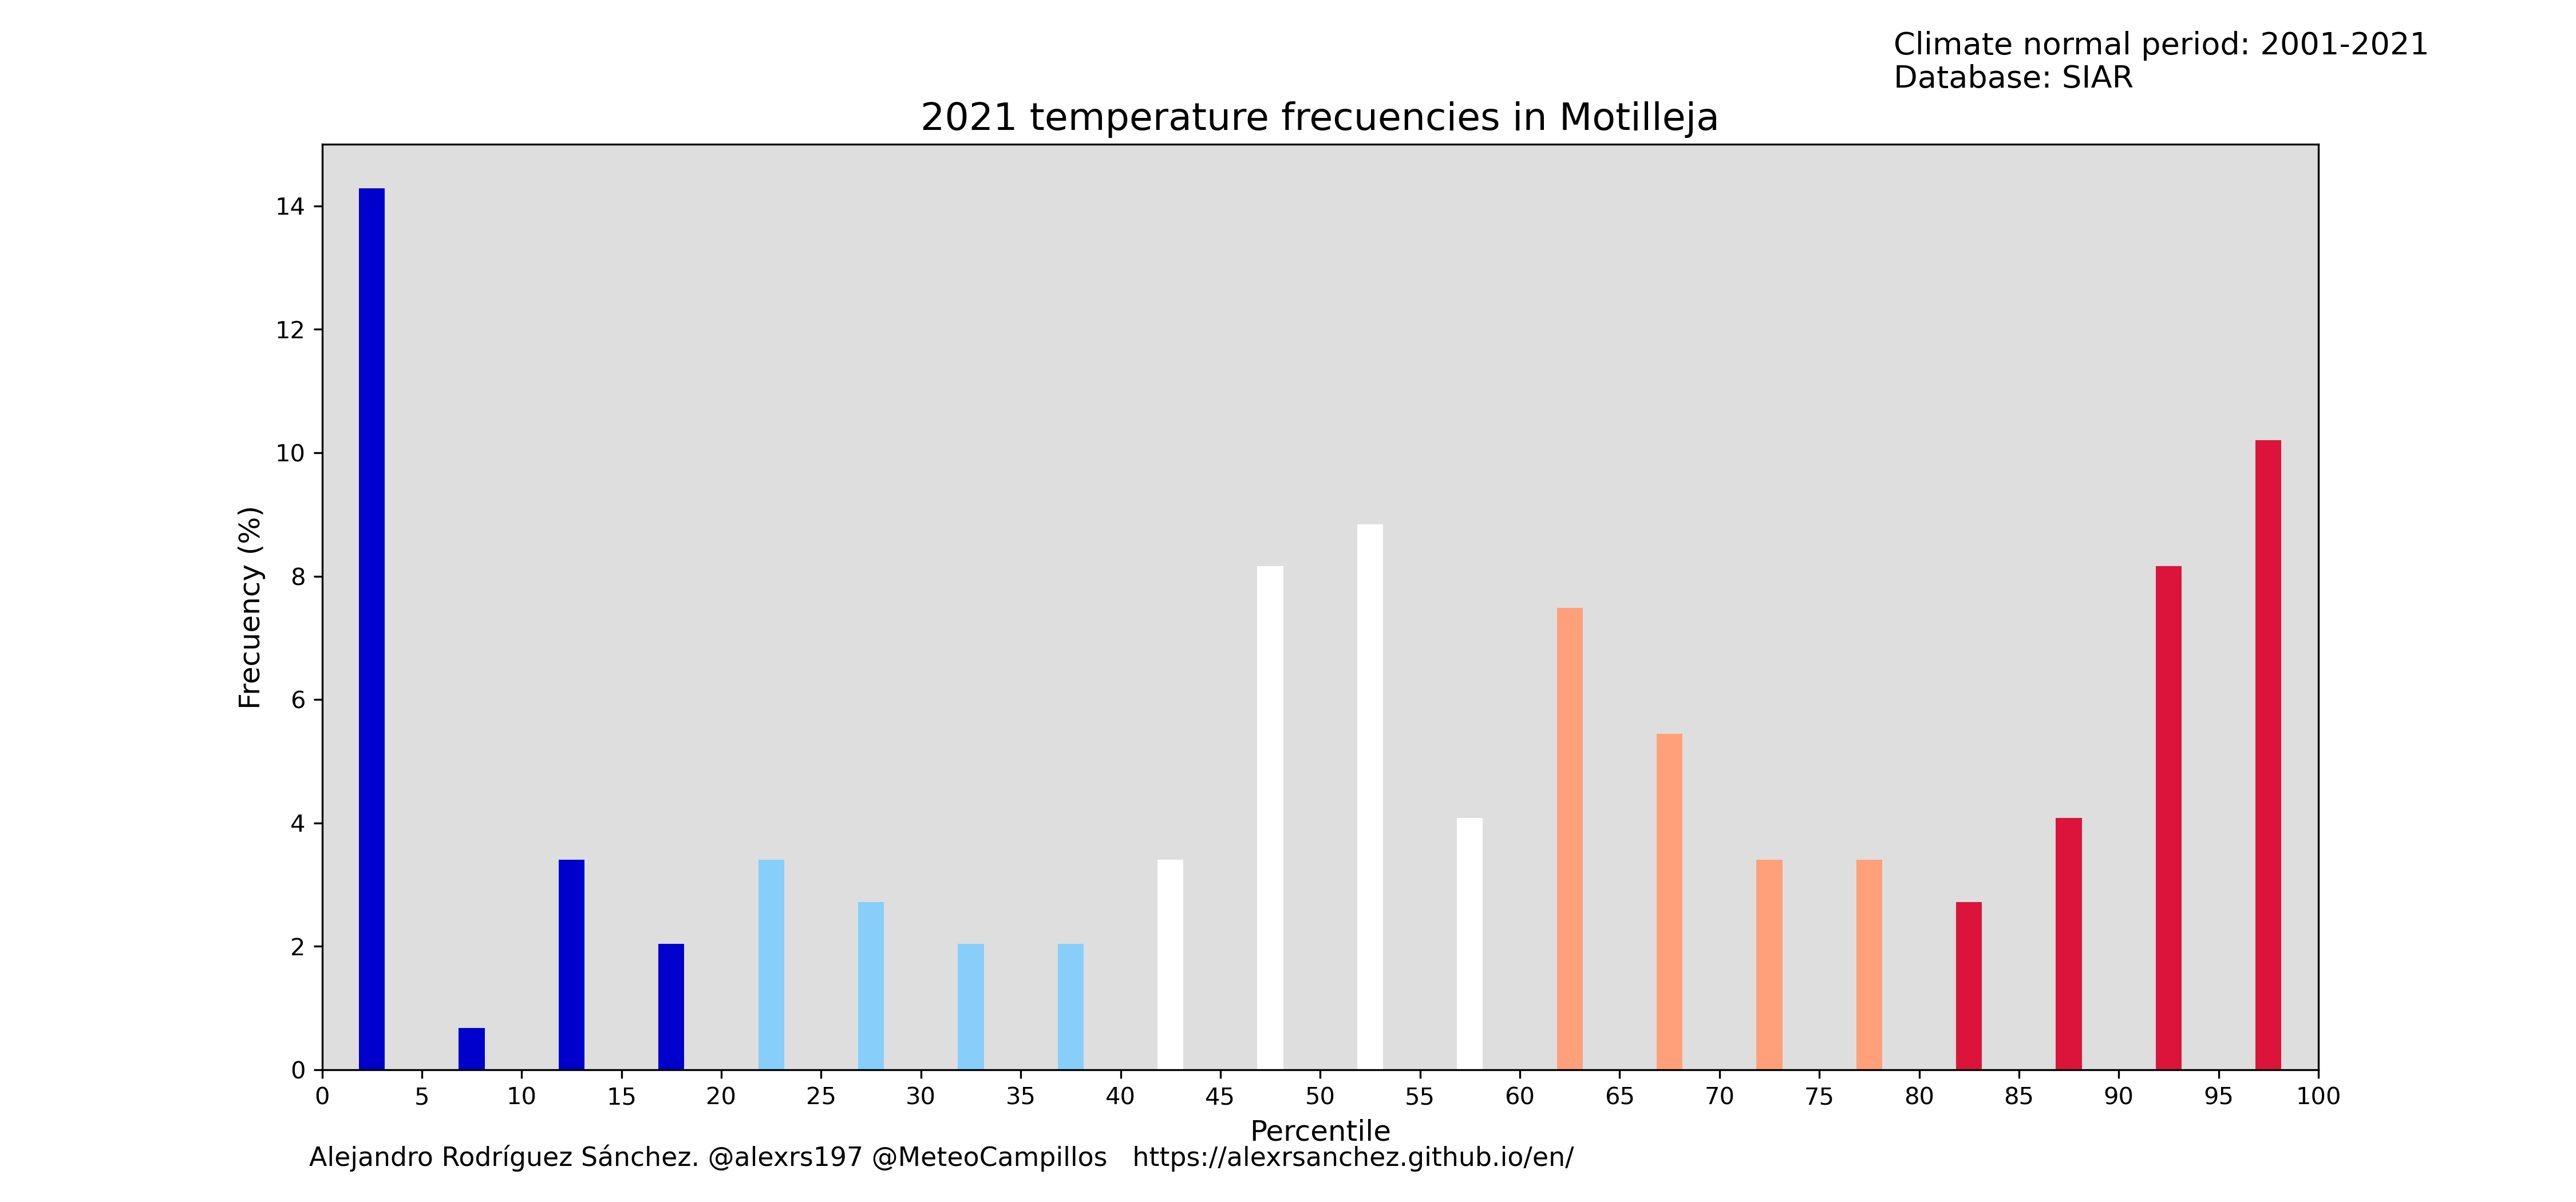 Climate normal period: 2001-2021
Database: SIAR
2021 temperature frecuencies in Motilleja
Frecuency (%)
14
12
10
8
6
4
2
0
0 5 10 15 20 25 30 35 40 45 50 55 60 65 70 75 80 85 90 95 100
Percentile
Alejandro Rodríguez Sánchez. @alexrs197 @MeteoCampillos https://alexrsanchez.github.io/en/